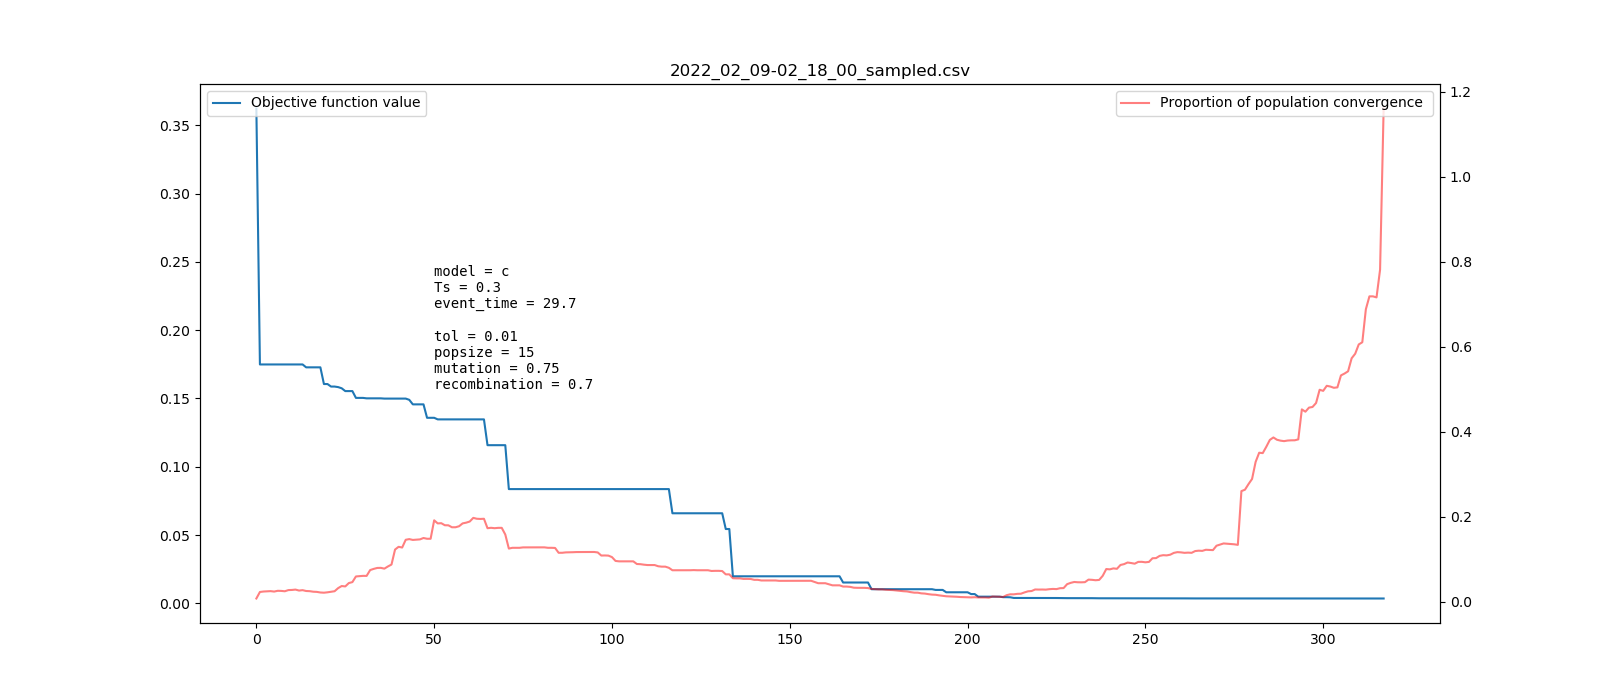 2022_02_09-02_18_00_sampled.csv
Objective function value
Proportion of population convergence
0.35
0.30
0.25
0.20
0.15
0.10
0.05
0.00
model = c
Ts = 0.3
event_time = 29.7
tol = 0.01
popsize = 15
mutation = 0.75
recombination = 0.7
1.2
1.0
0.8
0.6
0.4
0.2
0.0
0 50 100 150 200 250 300